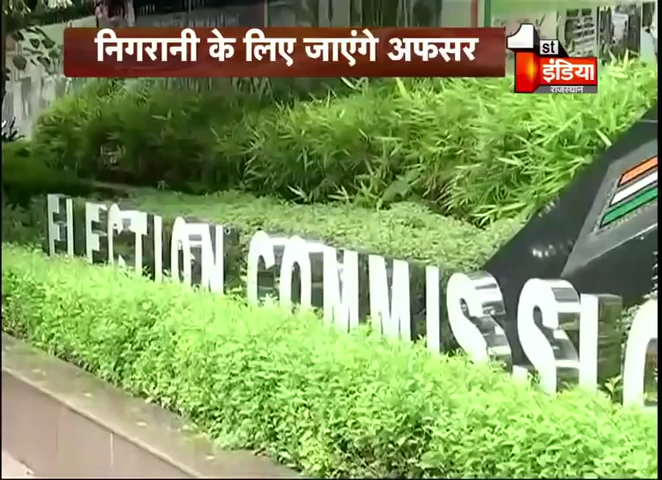 निगरानी के लिए जाएंगे अफसर
1st
इंडिया
राजस्थान
ELECTION COMMISSIO